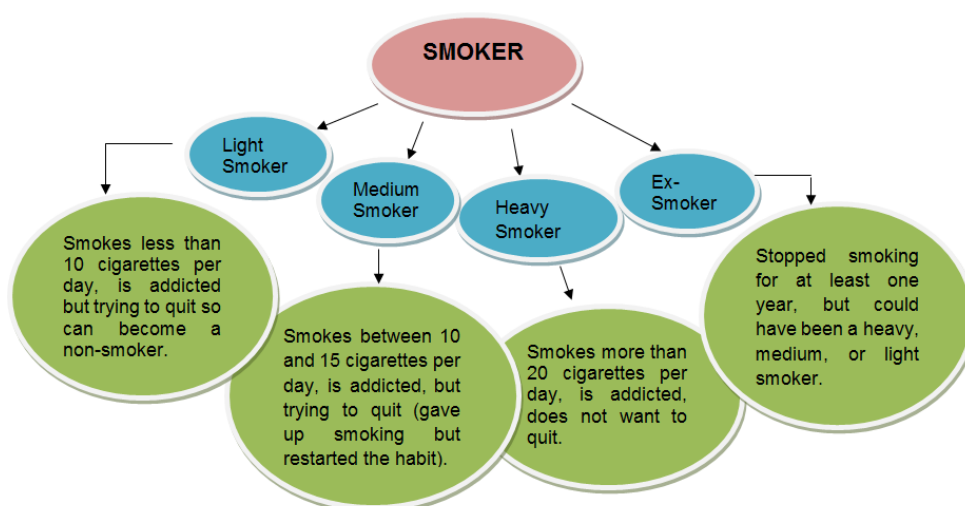 SMOKER
Light
Smoker
Medium
Smoker
Heavy
Smoker
Ex-
Smoker
Smokes less than
10 cigarettes per
day, is addicted
but trying to quit so
can become a
non-smoker.
Smokes between 10
and 15 cigarettes per
day, is addicted, but
trying to quit (gave
up smoking but
restarted the habit).
Smokes more than
20 cigarettes per
day, is addicted,
does not want to
quit.
Stopped smoking
for at least one
year, but could
have been a heavy,
medium, or light
smoker.